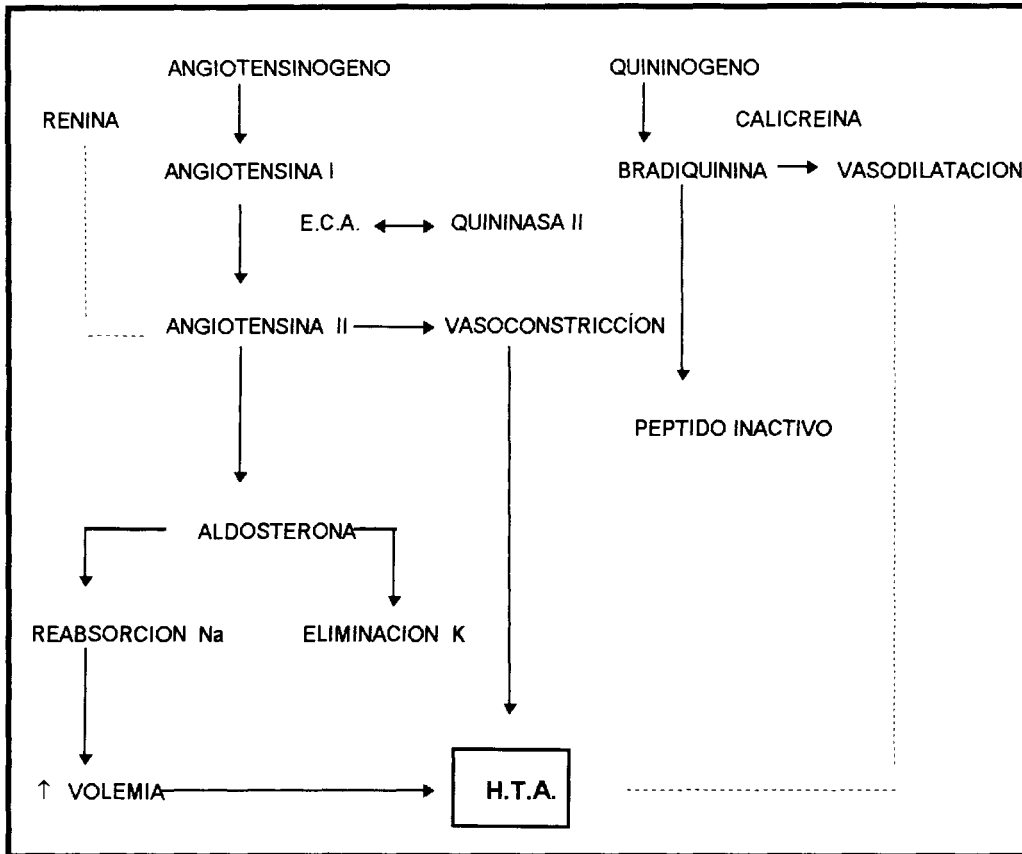 ANGIOTENSINOGENO
QUININOGENO
RENINA
CALICREINA
ANGIOTENSINA I
BRADIQUININA
VASODILATACION
E.C.A.
QUININASA II
ANGIOTENSINA II
VASOCONSTRICCÍON
PEPTIDO INACTIVO
ALDOSTERONA
REABSORCION Na
ELIMINACION K
↑ VOLEMIA
H.T.A.